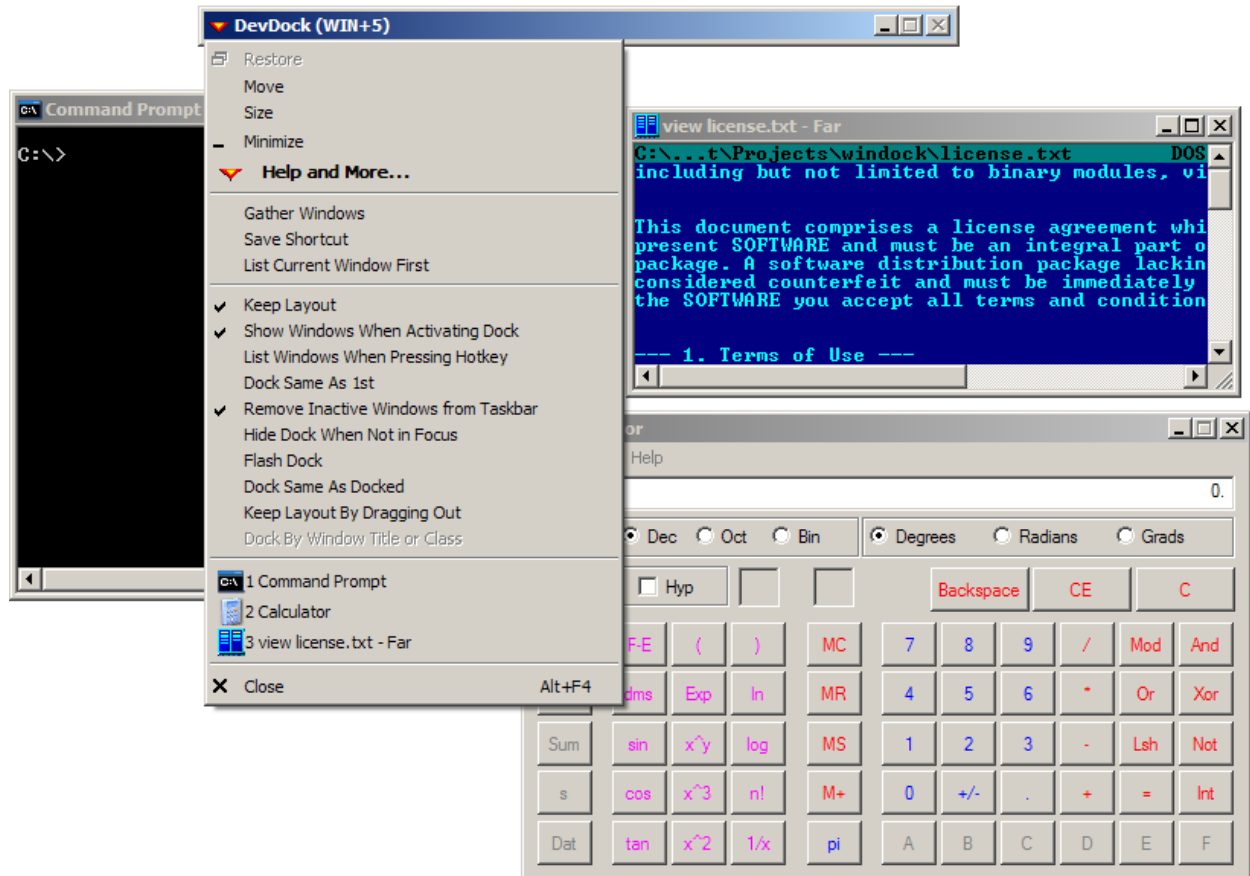 DevDock (WIN+5)
Restore
Move
Size
Minimize
Help and More...
Gather Windows
Save Shortcut
List Current Window First
Keep Layout
Show Windows When Activating Dock
List Windows When Pressing Hotkey
Dock Same As 1st
Remove Inactive Windows from Taskbar
Hide Dock When Not in Focus
Flash Dock
Dock Same As Docked
Keep Layout By Dragging Out
Dock By Window Title or Class
1 Command Prompt
2 Calculator
3 view license.txt - Far
Close Alt+F4
Command Prompt
C:\>
view license.txt - Far
C:\...t\Projects\windock\license.txt DOS
including but not limited to binary modules, vi
This document comprises a license agreement whi
present SOFTWARE and must be an integral part o
package. A software distribution package lackin
considered counterfeit and must be immediately
the SOFTWARE you accept all terms and condition
--- 1. Terms of Use ---
or
Help
0.
Dec Oct Bin Degrees Radians Grads
Hyp Backspace CE C
F-E ( ) MC 7 8 9 / Mod And
dms Exp ln MR 4 5 6 * Or Xor
Sum sin x^y log MS 1 2 3 - Lsh Not
s cos x^3 n! M+ 0 +/- . + = Int
Dat tan x^2 1/x pi A B C D E F